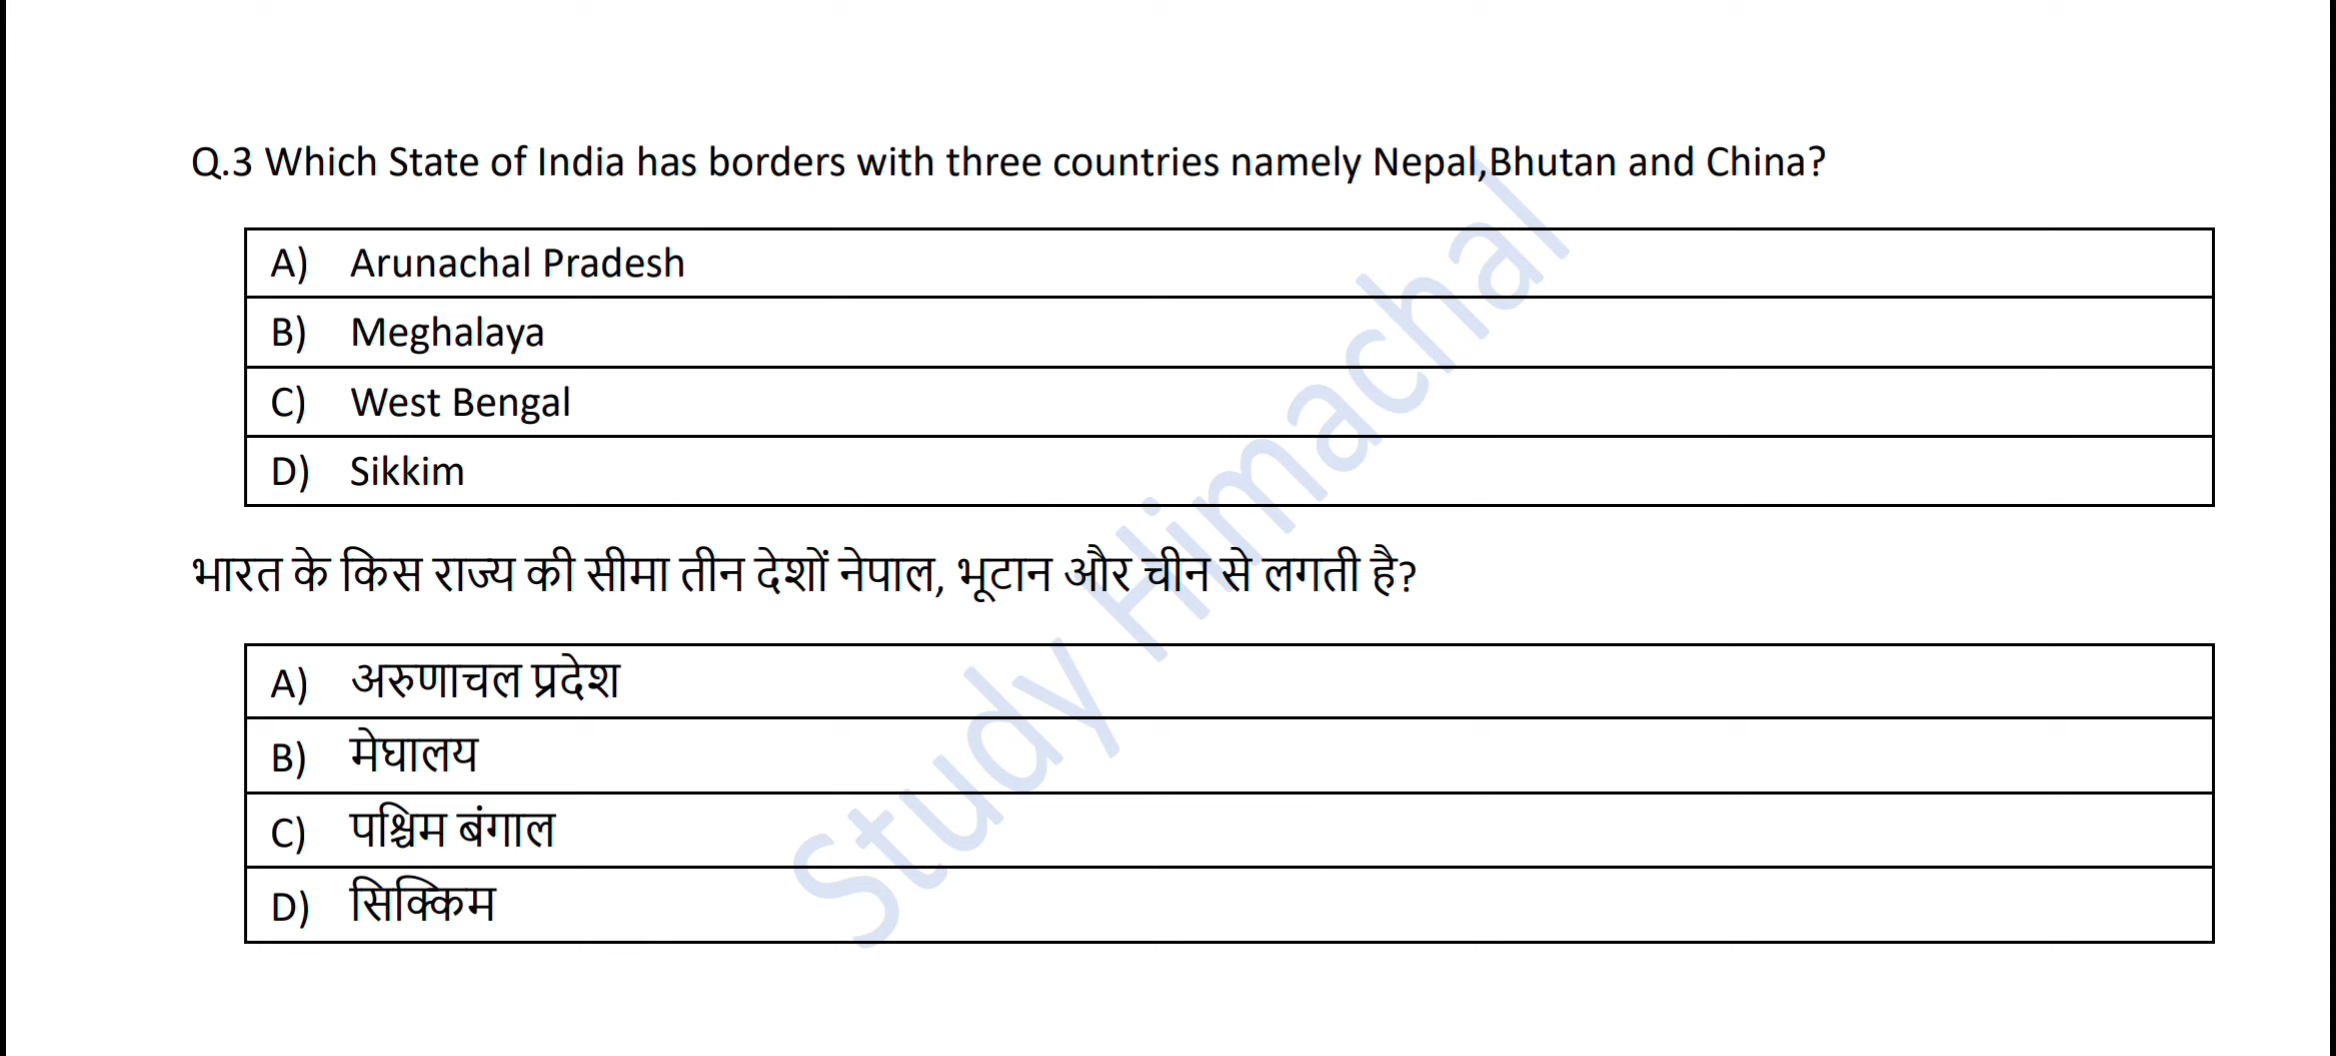 Q.3 Which State of India has borders with three countries namely Nepal,Bhutan and China?
A) Arunachal Pradesh
B) Meghalaya
C) West Bengal
D) Sikkim
भारत के किस राज्य की सीमा तीन देशों नेपाल, भूटान और चीन से लगती है?
A) अरुणाचल प्रदेश
B) मेघालय
C) पश्चिम बंगाल
D) सिक्किम
Study Himachal